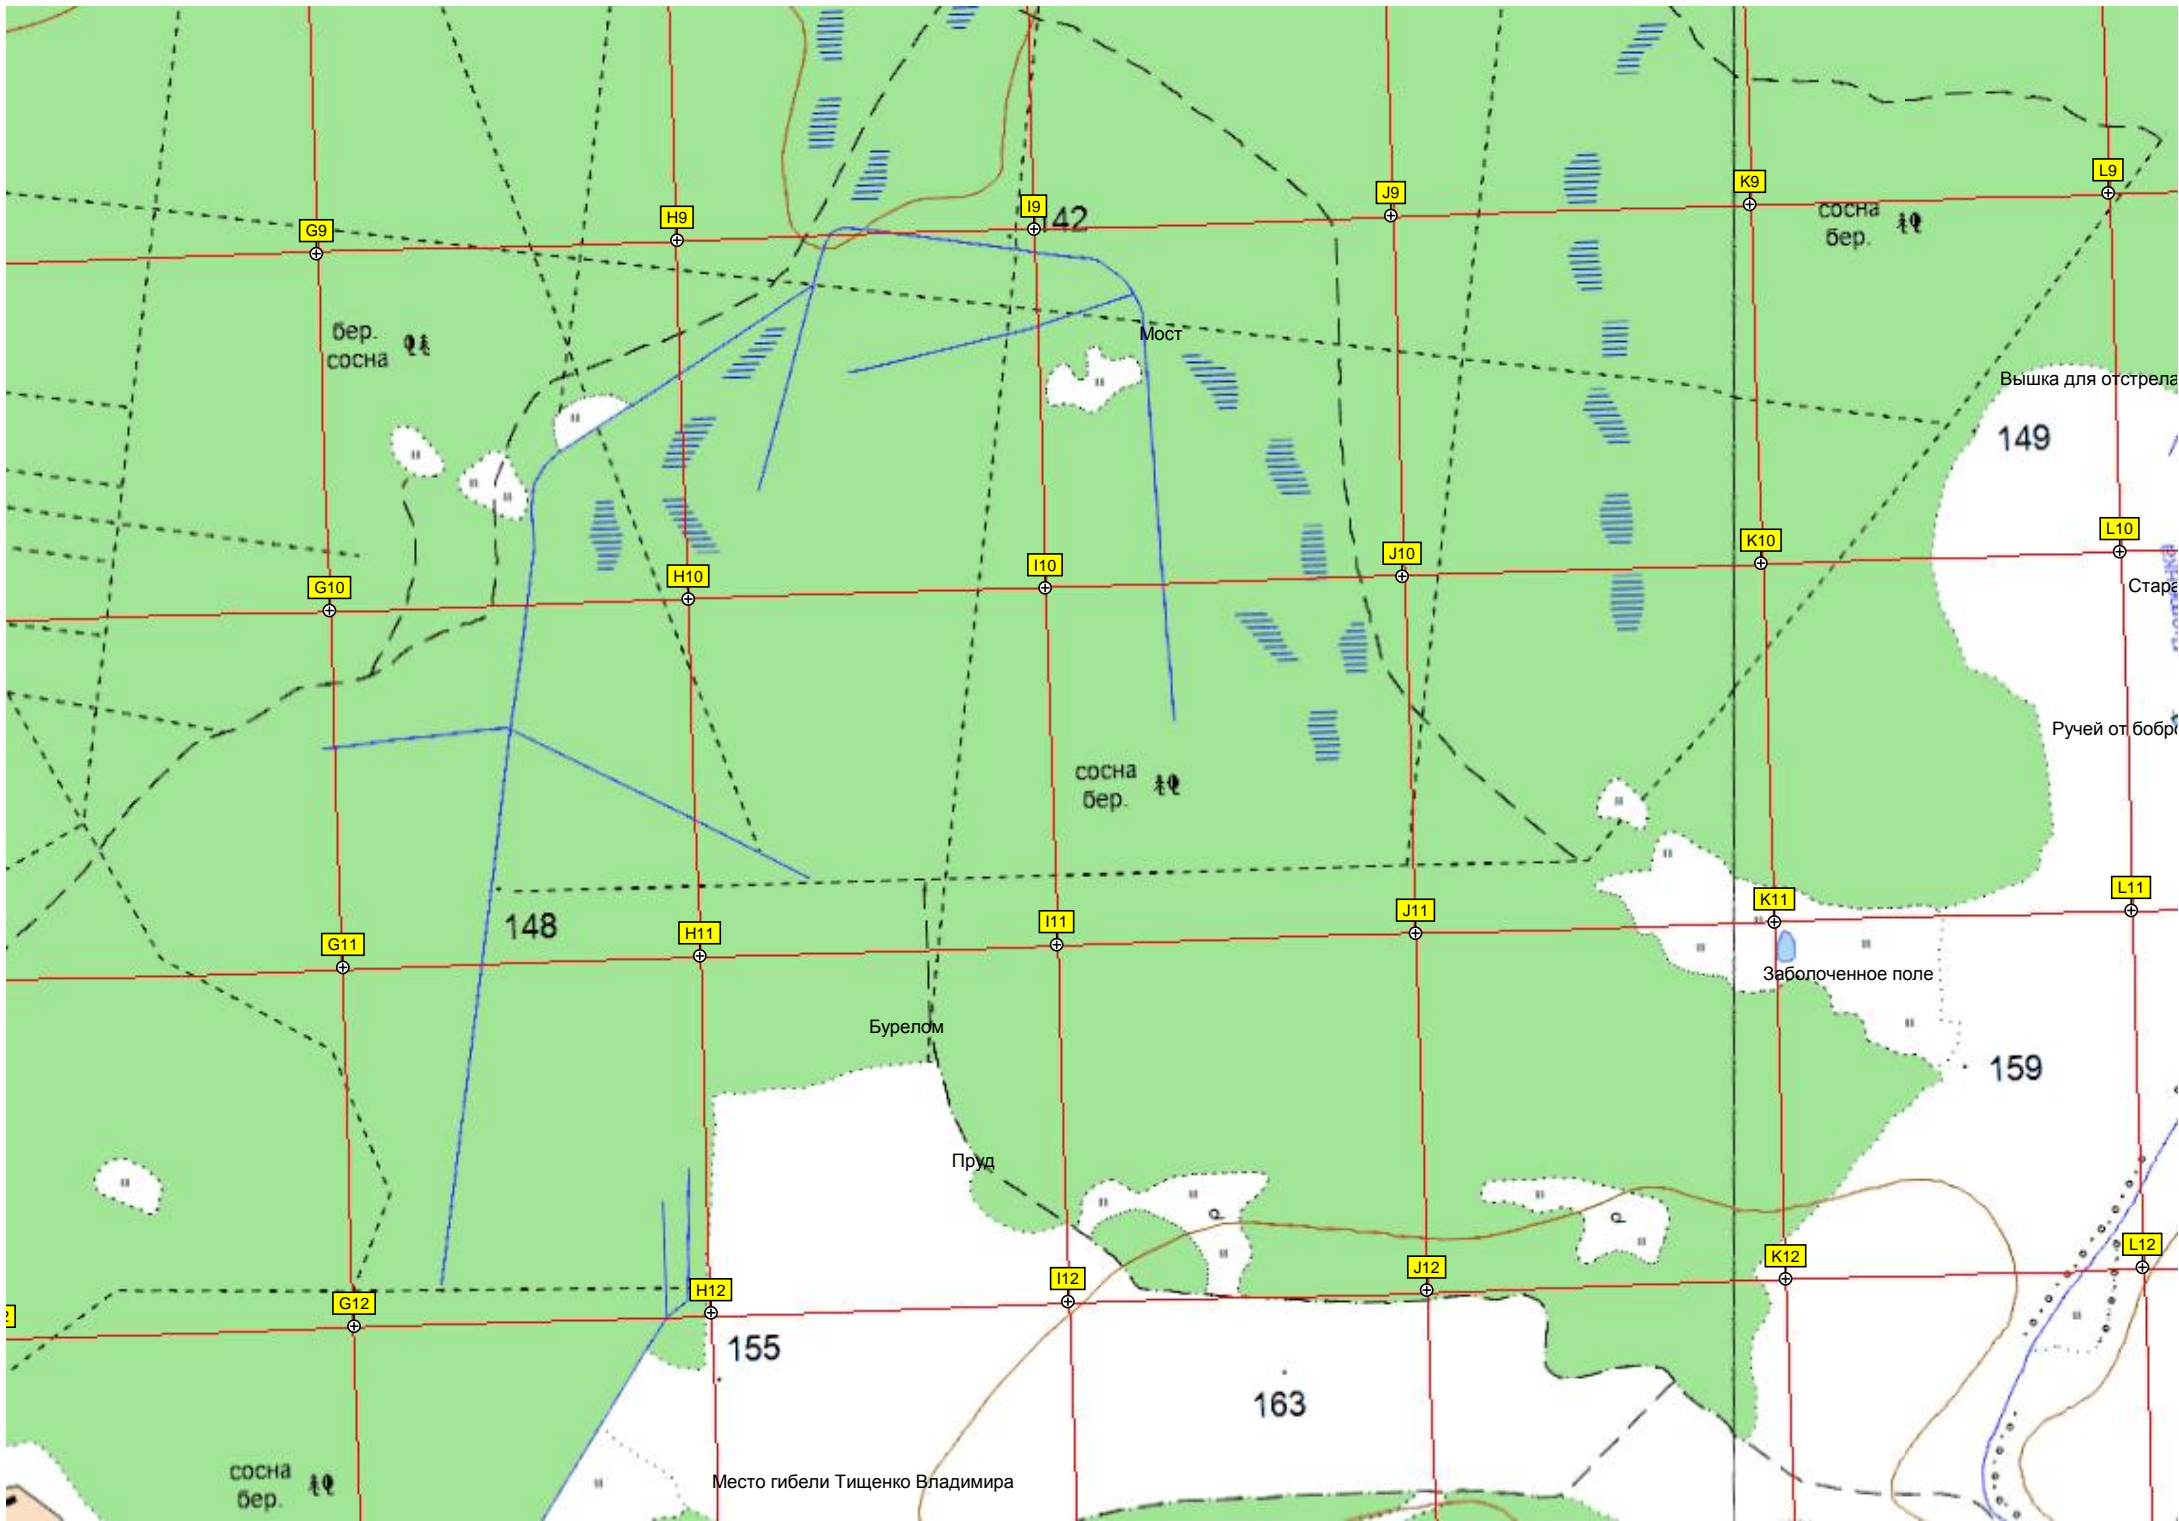 G9
H9
I9
142
J9
K9
L9
сосна
бер.
бер.
сосна
Мост
Вышка для отстрела
149
G10
H10
I10
J10
K10
L10
Стара
Ручей от бобро
сосна
бер.
148
G11
H11
I11
J11
K11
L11
Заболоченное поле
Бурелом
159
Пруд
G12
H12
I12
J12
K12
L12
155
163
сосна
бер.
Место гибели Тищенко Владимира